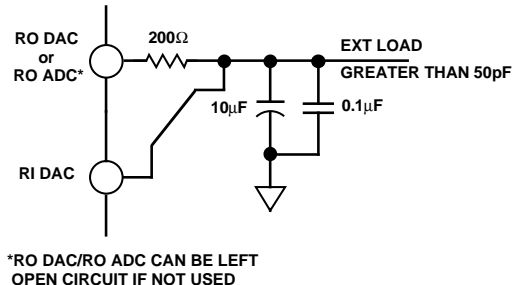 RO DAC
or
RO ADC*
200Ω
EXT LOAD
GREATER THAN 50pF
10μF
0.1μF
RI DAC
*RO DAC/RO ADC CAN BE LEFT
OPEN CIRCUIT IF NOT USED